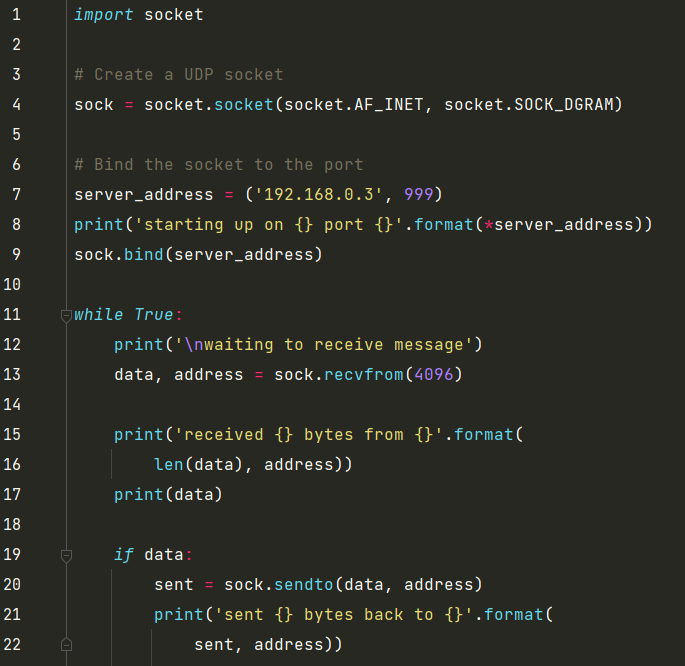 1 import socket
2
3 # Create a UDP socket
4 sock = socket.socket(socket.AF_INET, socket.SOCK_DGRAM)
5
6 # Bind the socket to the port
7 server_address = ('192.168.0.3', 999)
8 print('starting up on {} port {}'.format(*server_address))
9 sock.bind(server_address)
10
11 while True:
12     print('\nwaiting to receive message')
13     data, address = sock.recvfrom(4096)
14
15     print('received {} bytes from {}'.format(
16         len(data), address))
17     print(data)
18
19     if data:
20         sent = sock.sendto(data, address)
21         print('sent {} bytes back to {}'.format(
22             sent, address))